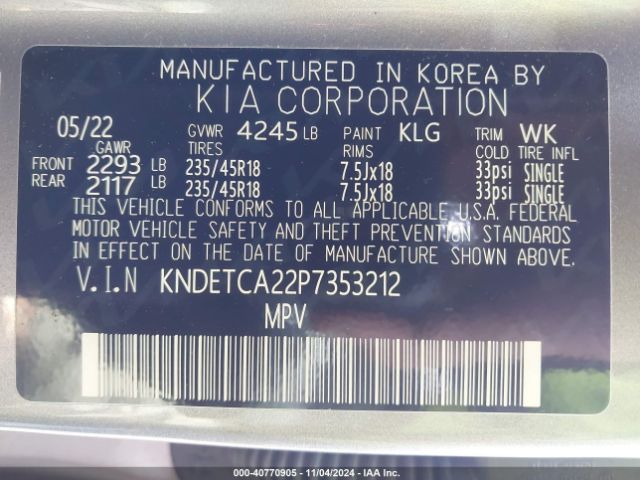 MANUFACTURED IN KOREA BY
KIA CORPORATION
05/22 GVWR 4245 LB PAINT KLG TRIM WK
GAWR TIRES RIMS COLD TIRE INFL
FRONT 2293 LB 235/45R18 7.5Jx18 33psi SINGLE
REAR 2117 LB 235/45R18 7.5Jx18 33psi SINGLE
THIS VEHICLE CONFORMS TO ALL APPLICABLE U.S.A. FEDERAL
MOTOR VEHICLE SAFETY AND THEFT PREVENTION STANDARDS
IN EFFECT ON THE DATE OF MANUFACTURE SHOWN ABOVE.
V.I.N KNDETCA22P7353212
MPV
000-40770905 - 11/04/2024 - IAA Inc.